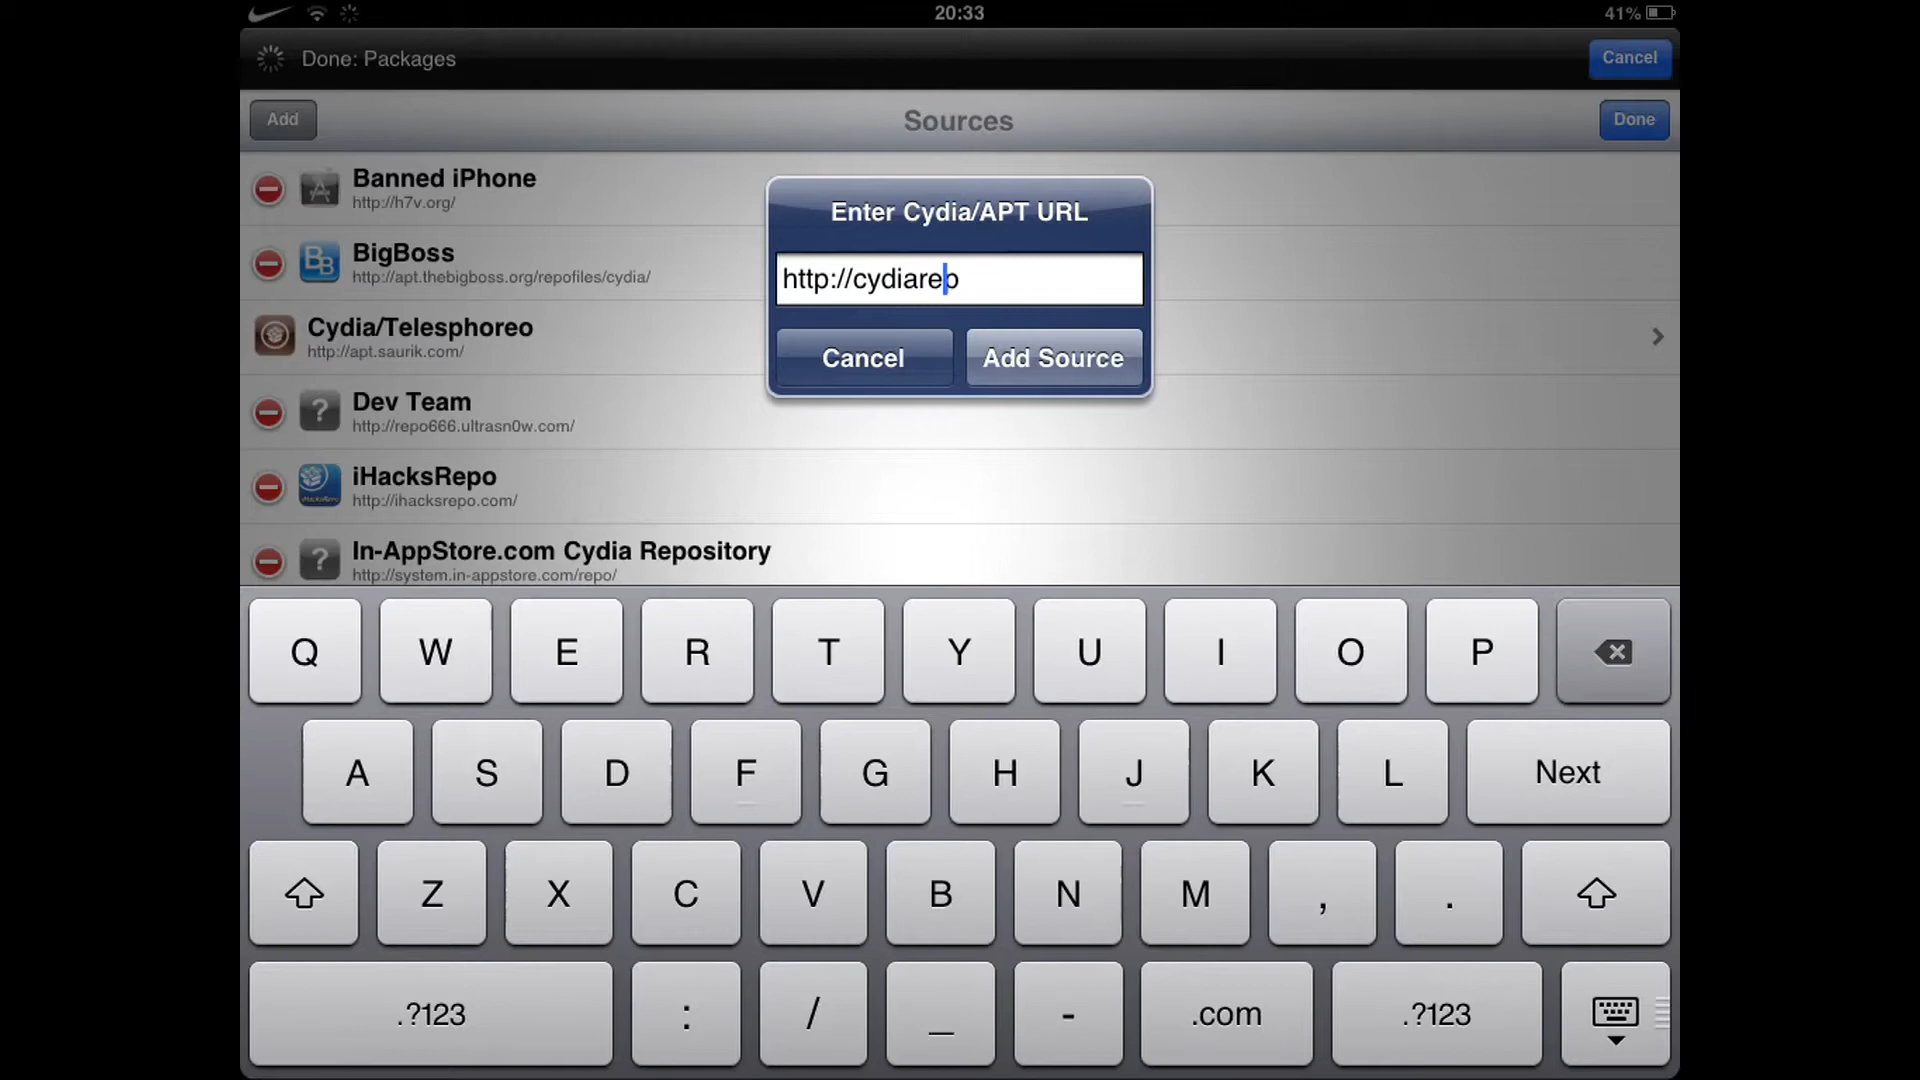 20:33
41%
Done: Packages
Cancel
Add
Sources
Done
Banned iPhone
http://h7v.org/
BigBoss
http://apt.thebigboss.org/repofiles/cydia/
Cydia/Telesphoreo
http://apt.saurik.com/
Dev Team
http://repo666.ultrasn0w.com/
iHacksRepo
http://ihacksrepo.com/
In-AppStore.com Cydia Repository
http://system.in-appstore.com/repo/
Enter Cydia/APT URL
http://cydiarep
Cancel
Add Source
Q W E R T Y U I O P
A S D F G H J K L Next
Z X C V B N M , .
.?123 : / _ - .com .?123